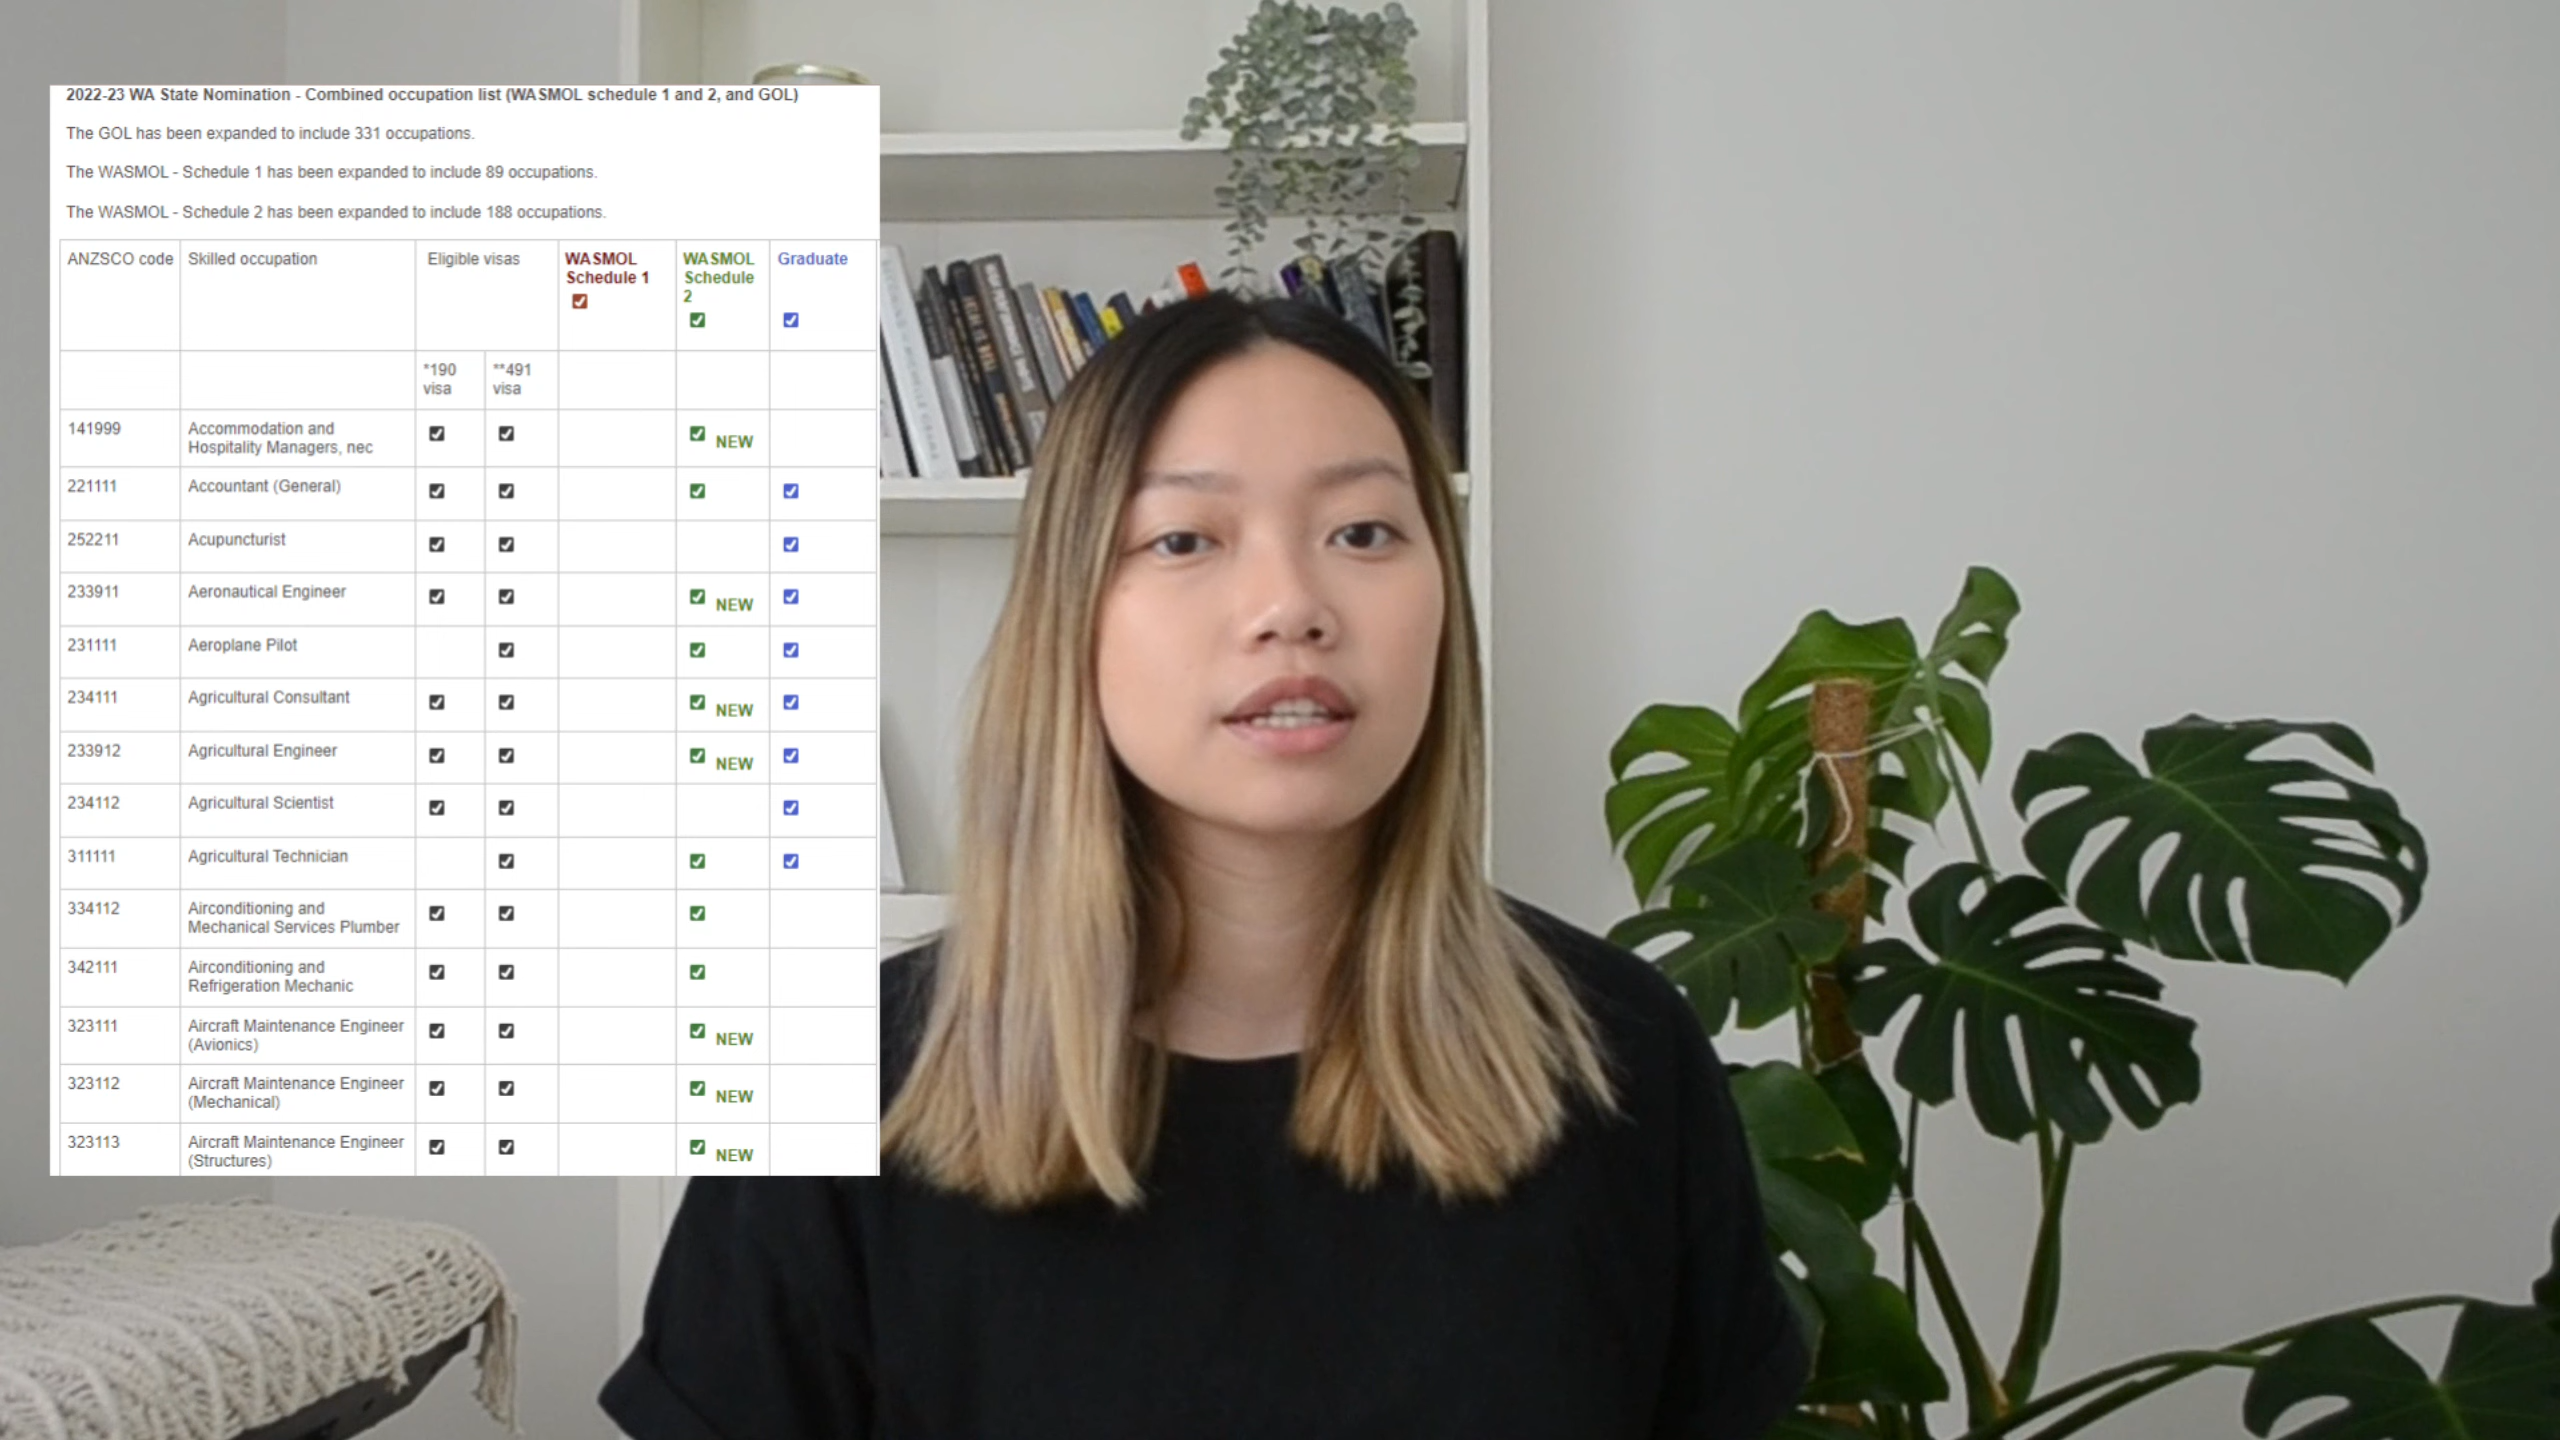 2022-23 WA State Nomination - Combined occupation list (WASMOL schedule 1 and 2, and GOL)
The GOL has been expanded to include 331 occupations.
The WASMOL - Schedule 1 has been expanded to include 89 occupations.
The WASMOL - Schedule 2 has been expanded to include 188 occupations.
ANZSCO code Skilled occupation Eligible visas WASMOL Schedule 1 WASMOL Schedule 2 Graduate
*190 visa **491 visa
141999 Accommodation and Hospitality Managers, nec NEW
221111 Accountant (General)
252211 Acupuncturist
233911 Aeronautical Engineer NEW
231111 Aeroplane Pilot
234111 Agricultural Consultant NEW
233912 Agricultural Engineer NEW
234112 Agricultural Scientist
311111 Agricultural Technician
334112 Airconditioning and Mechanical Services Plumber
342111 Airconditioning and Refrigeration Mechanic
323111 Aircraft Maintenance Engineer (Avionics) NEW
323112 Aircraft Maintenance Engineer (Mechanical) NEW
323113 Aircraft Maintenance Engineer (Structures) NEW